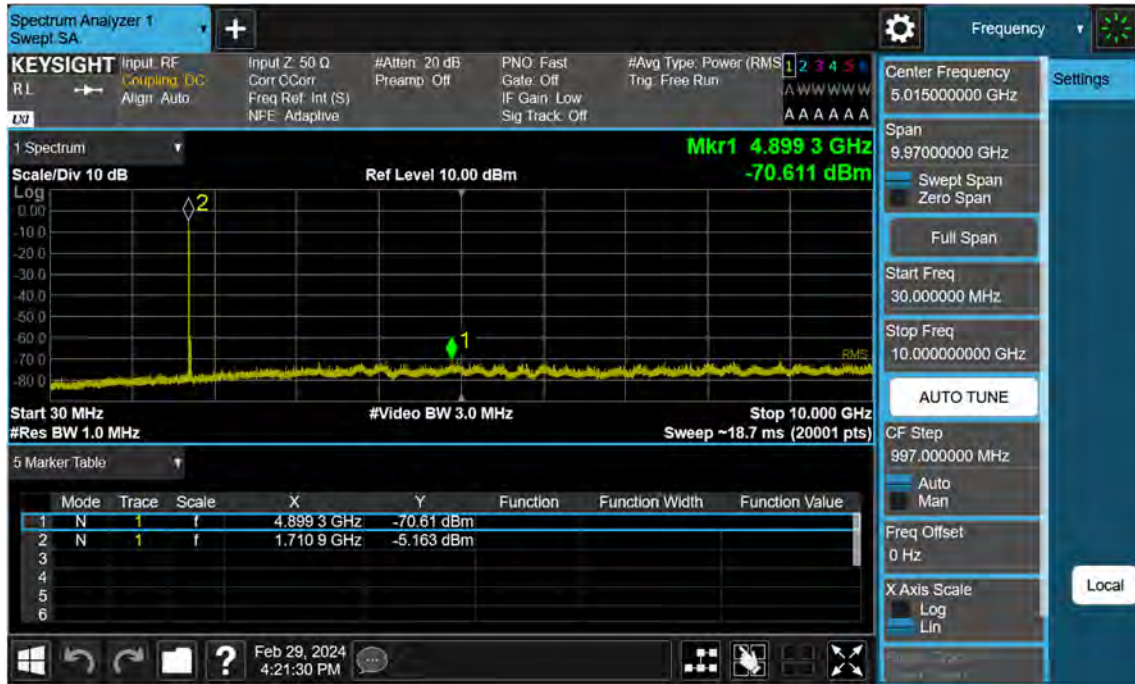 Spectrum Analyzer 1
Swept SA
+
Frequency
KEYSIGHT
RL
LXI
Input: RF
Coupling: DC
Align: Auto
Input Z: 50 Ω
Corr CCorr
Freq Ref: Int (S)
NFE: Adaptive
#Atten: 20 dB
Preamp: Off
PNO: Fast
Gate: Off
IF Gain: Low
Sig Track: Off
#Avg Type: Power (RMS
Trig: Free Run
1 2 3 4 5 6
A W W W W W
A A A A A A
1 Spectrum
Scale/Div 10 dB
Ref Level 10.00 dBm
Mkr1 4.899 3 GHz
-70.611 dBm
Log
0.00
-10.0
-20.0
-30.0
-40.0
-50.0
-60.0
-70.0
-80.0
2
1
RMS
Start 30 MHz
#Video BW 3.0 MHz
Stop 10.000 GHz
#Res BW 1.0 MHz
Sweep ~18.7 ms (20001 pts)
5 Marker Table
Mode Trace Scale X Y Function Function Width Function Value
1 N 1 f 4.899 3 GHz -70.61 dBm
2 N 1 f 1.710 9 GHz -5.163 dBm
3
4
5
6
?
Feb 29, 2024
4:21:30 PM
Center Frequency
5.015000000 GHz
Settings
Span
9.97000000 GHz
Swept Span
Zero Span
Full Span
Start Freq
30.000000 MHz
Stop Freq
10.000000000 GHz
AUTO TUNE
CF Step
997.000000 MHz
Auto
Man
Freq Offset
0 Hz
X Axis Scale
Log
Lin
Local